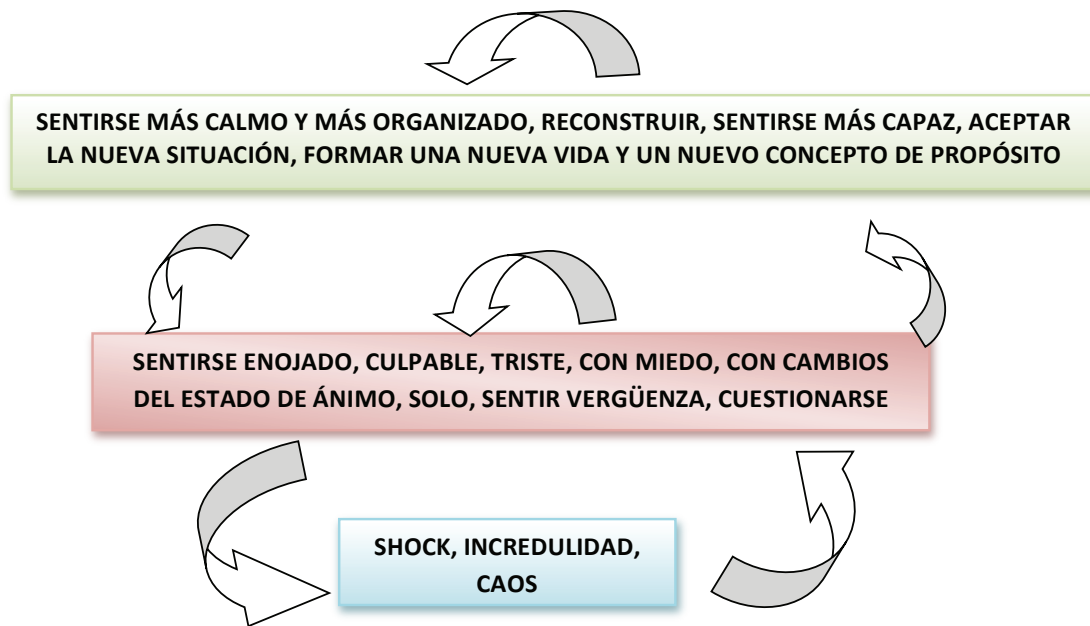 SENTIRSE MÁS CALMO Y MÁS ORGANIZADO, RECONSTRUIR, SENTIRSE MÁS CAPAZ, ACEPTAR
LA NUEVA SITUACIÓN, FORMAR UNA NUEVA VIDA Y UN NUEVO CONCEPTO DE PROPÓSITO
SENTIRSE ENOJADO, CULPABLE, TRISTE, CON MIEDO, CON CAMBIOS
DEL ESTADO DE ÁNIMO, SOLO, SENTIR VERGÜENZA, CUESTIONARSE
SHOCK, INCREDULIDAD,
CAOS